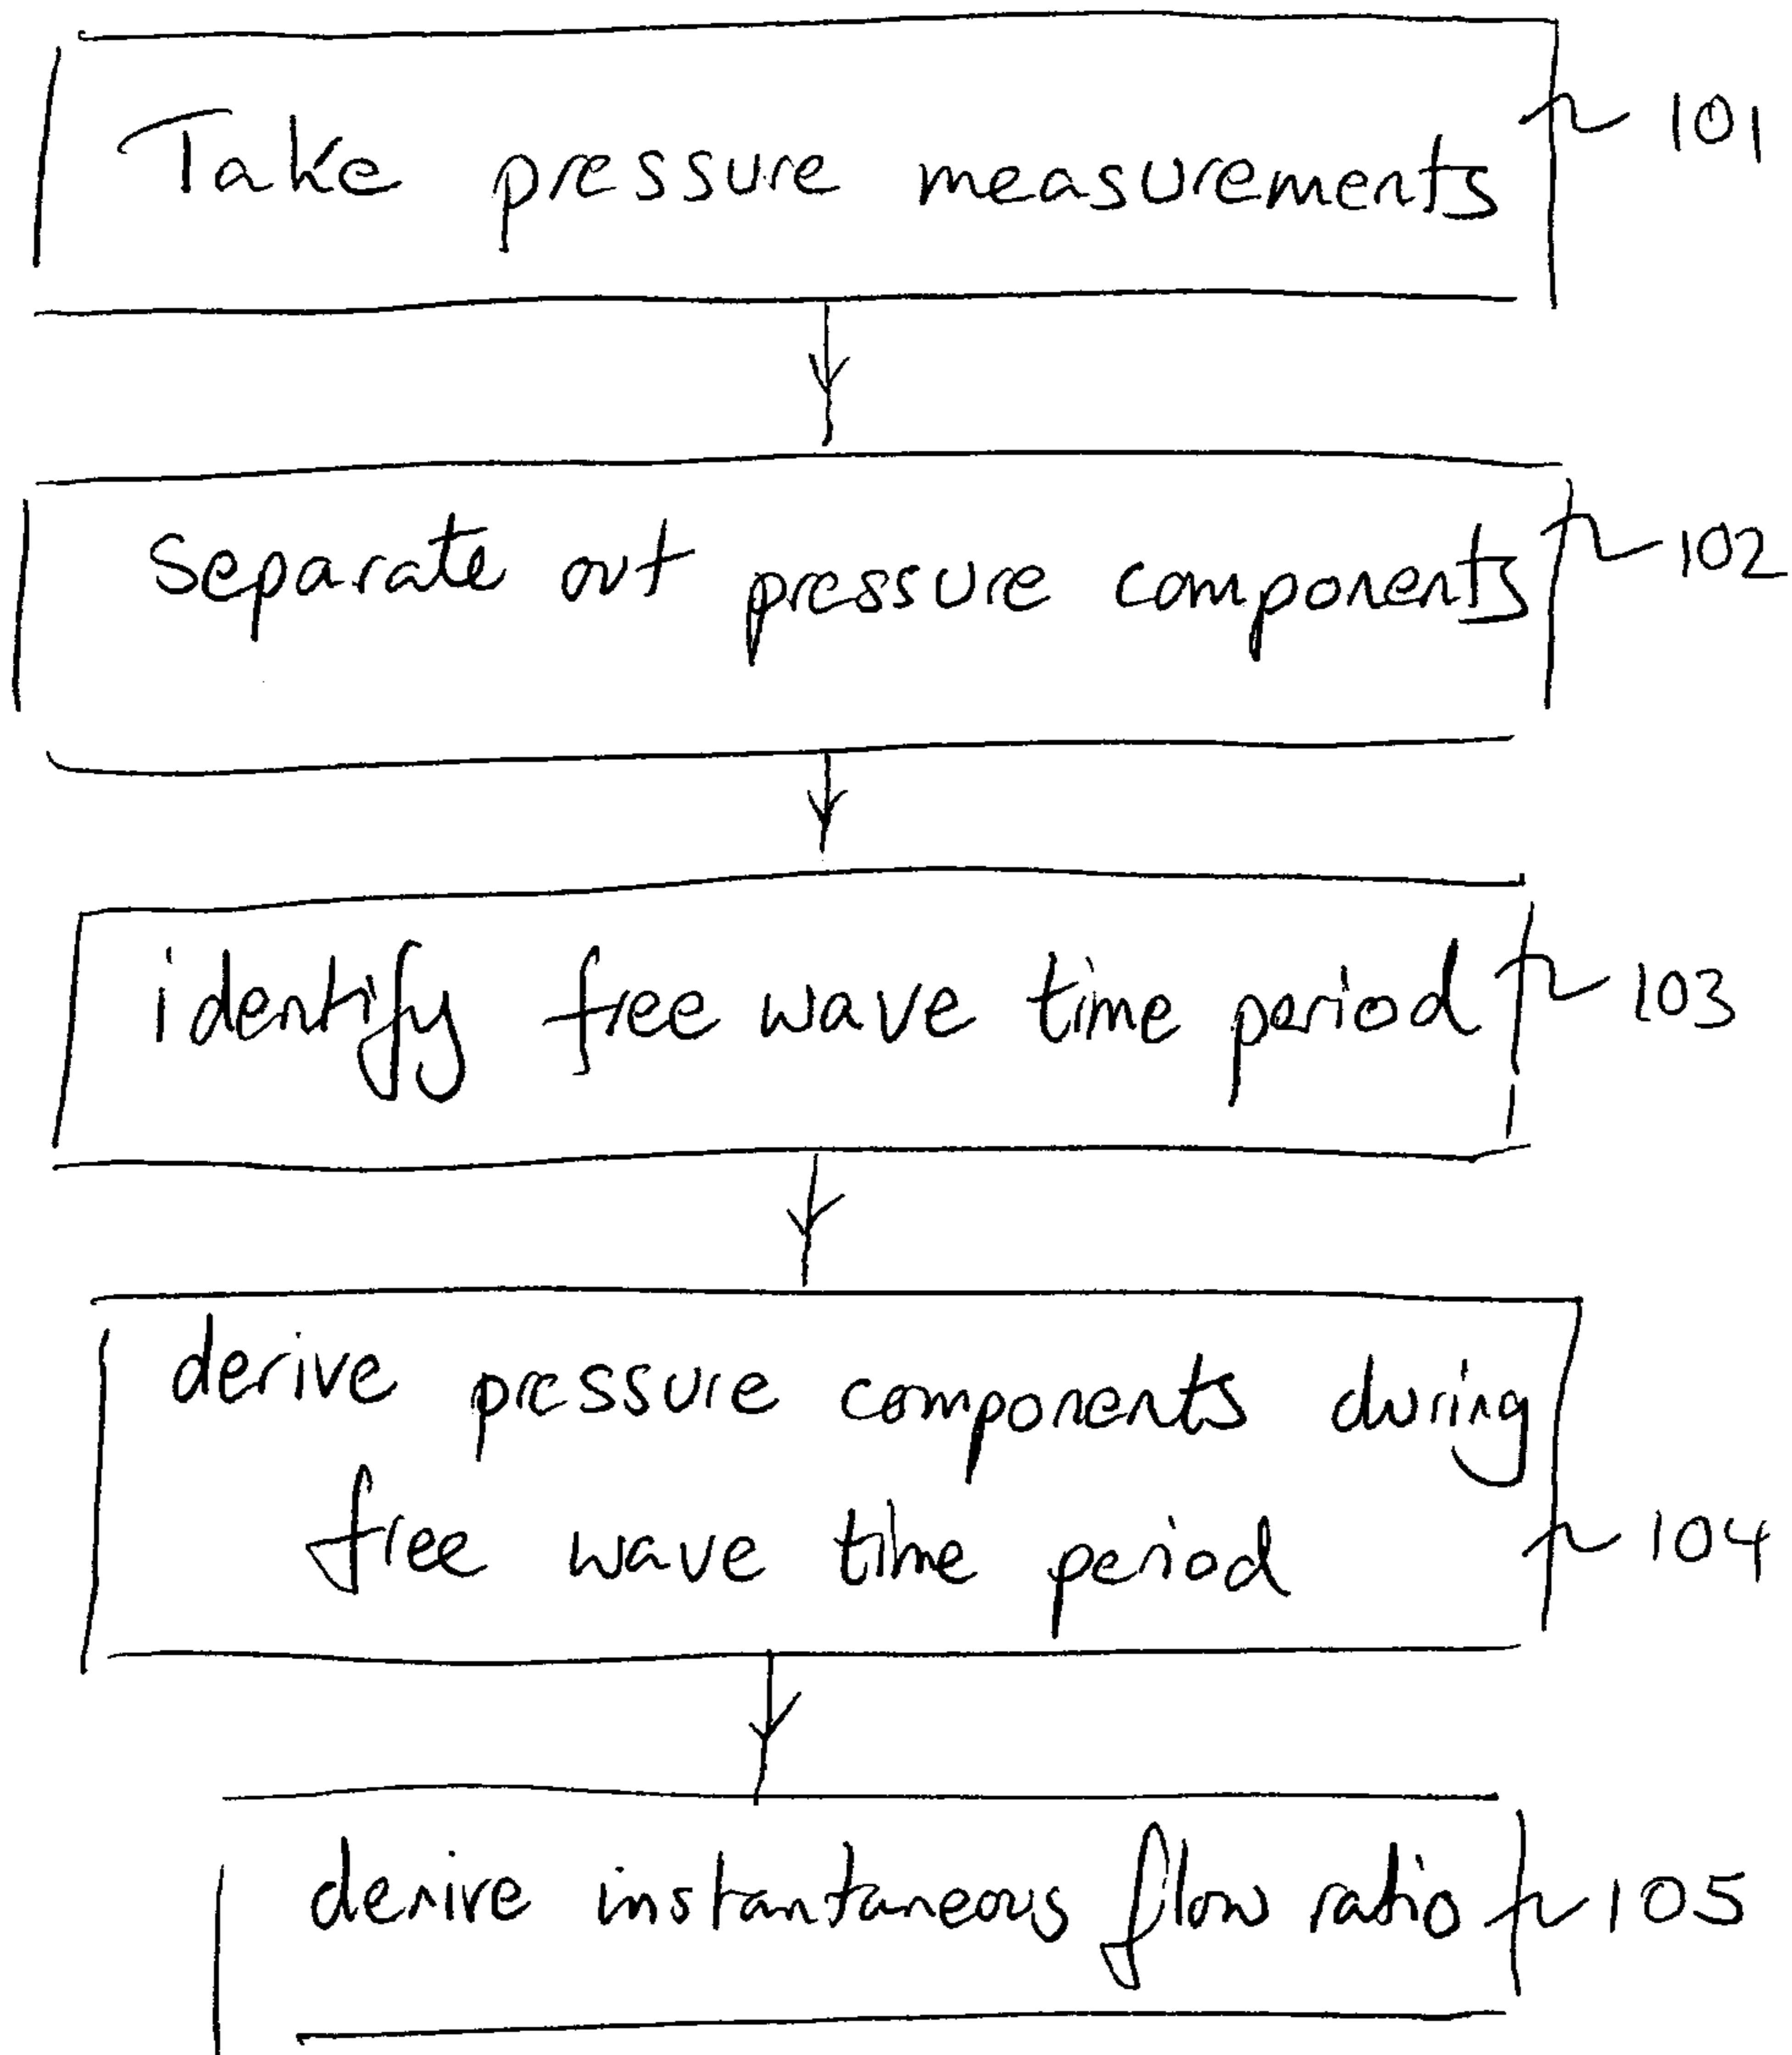 Take pressure measurements 101
Separate out pressure components 102
identify free wave time period 103
derive pressure components during
free wave time period 104
derive instantaneous flow ratio 105